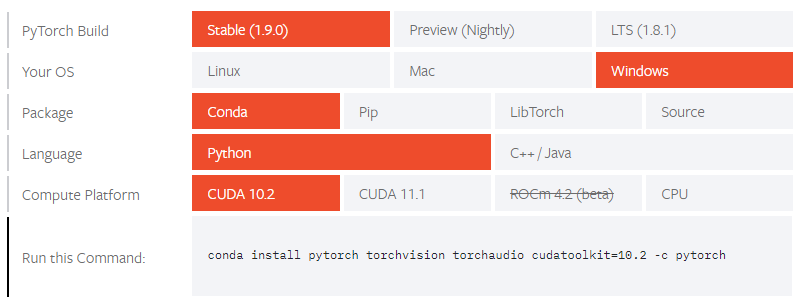 PyTorch Build Stable (1.9.0) Preview (Nightly) LTS (1.8.1)
Your OS Linux Mac Windows
Package Conda Pip LibTorch Source
Language Python C++ / Java
Compute Platform CUDA 10.2 CUDA 11.1 ROCm 4.2 (beta) CPU
Run this Command: conda install pytorch torchvision torchaudio cudatoolkit=10.2 -c pytorch